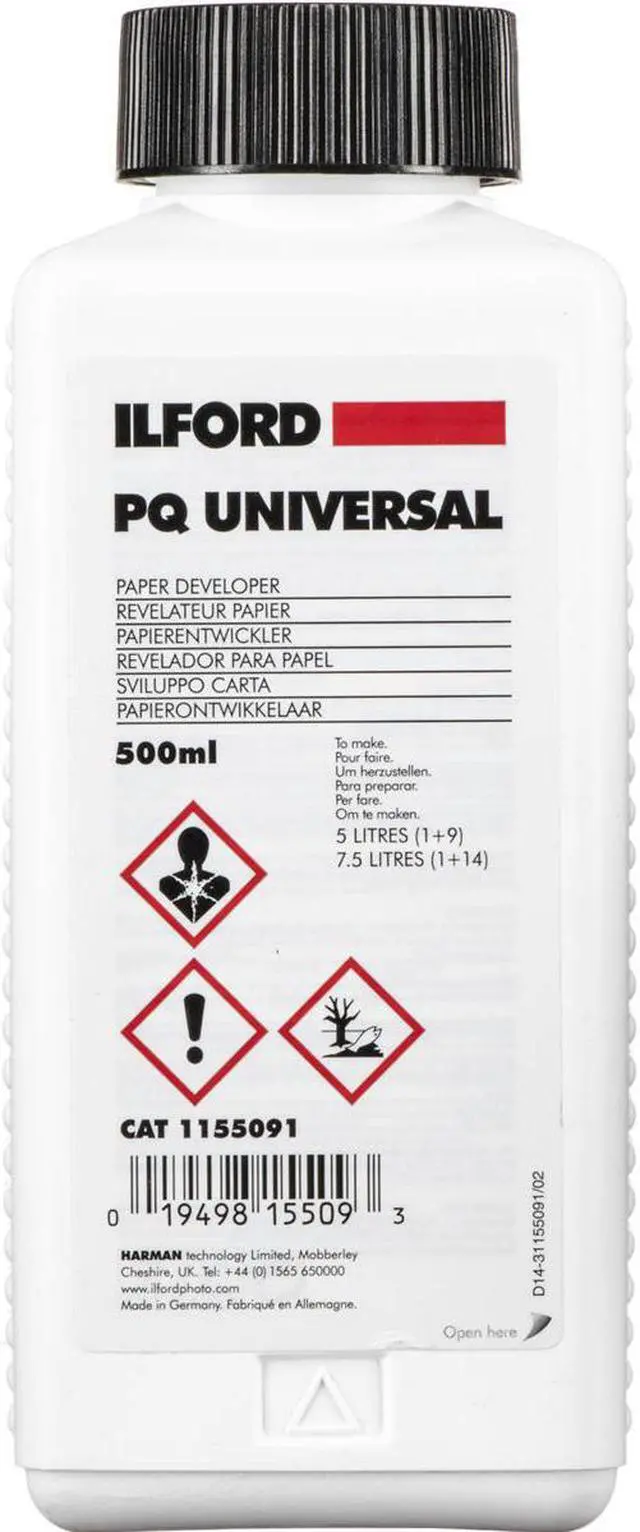 ILFORD
PQ UNIVERSAL
PAPER DEVELOPER
REVELATEUR PAPIER
PAPIERENTWICKLER
REVELADOR PARA PAPEL
SVILUPPO CARTA
PAPIERONTWIKKELAAR
500ml
To make.
Pour faire.
Um herzustellen.
Para preparar.
Per fare.
Om te maken.
5 LITRES (1+9)
7.5 LITRES (1+14)
CAT 1155091
0 19498 15509 3
HARMAN technology Limited, Mobberley
Cheshire, UK. Tel: +44 (0) 1565 650000
www.ilfordphoto.com
Made in Germany. Fabriqué en Allemagne.
D14-31155091/02
Open here